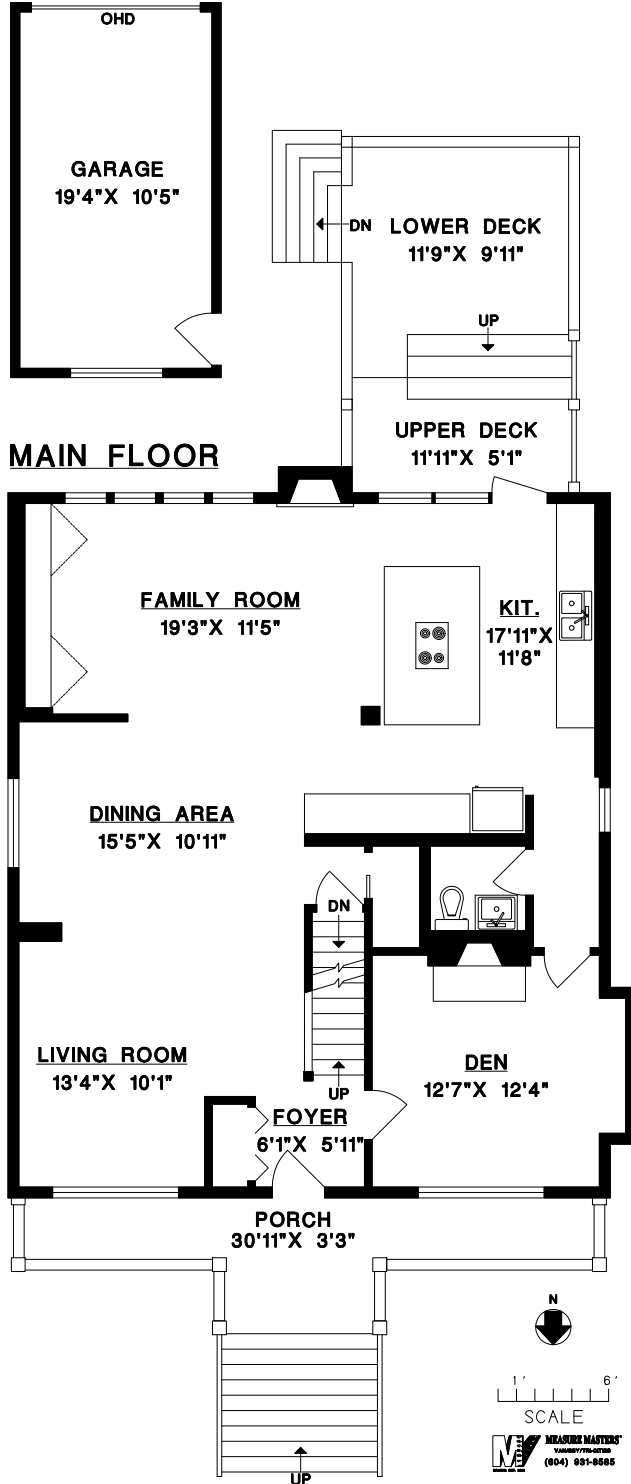 OHD
GARAGE
19'4"X 10'5"
DN
LOWER DECK
11'9"X 9'11"
UP
UPPER DECK
11'11"X 5'1"
MAIN FLOOR
FAMILY ROOM
19'3"X 11'5"
KIT.
17'11"X
11'8"
DINING AREA
15'5"X 10'11"
DN
LIVING ROOM
13'4"X 10'1"
DEN
12'7"X 12'4"
UP
FOYER
6'1"X 5'11"
PORCH
30'11"X 3'3"
N
1' 6'
SCALE
MEASURE MASTERS
(604) 931-8585
UP